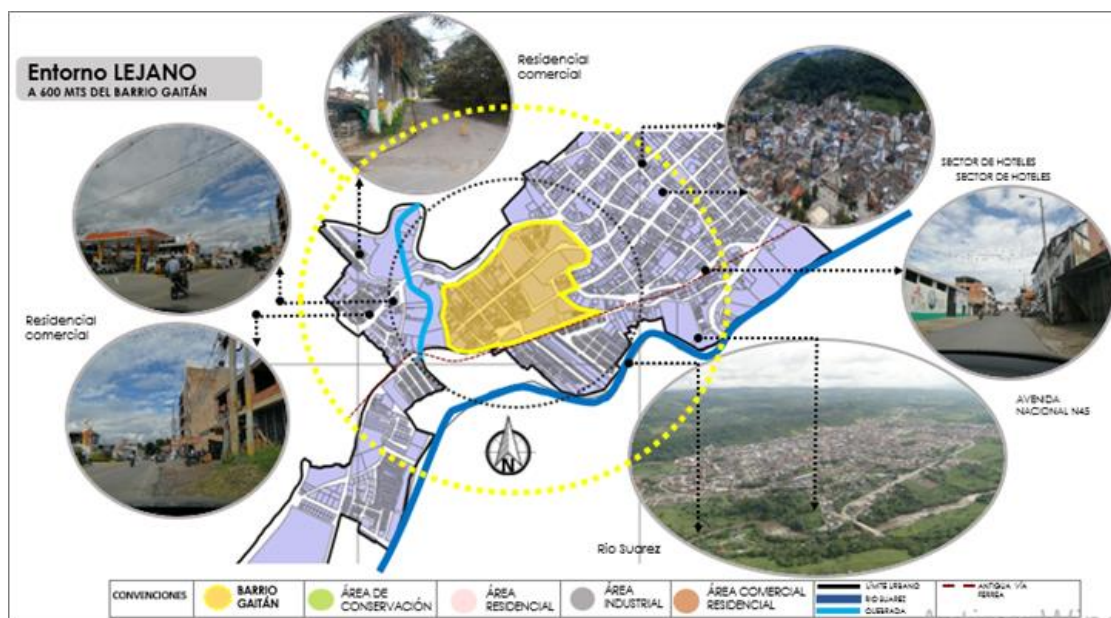 Entorno LEJANO
A 600 MTS DEL BARRIO GAITÁN
Residencial
comercial
SECTOR DE HOTELES
SECTOR DE HOTELES
Residencial
comercial
AVENIDA
NACIONAL N45
Río Suarez
N
CONVENCIONES
BARRIO
GAITÁN
ÁREA DE
CONSERVACIÓN
ÁREA
RESIDENCIAL
ÁREA
INDUSTRIAL
ÁREA COMERCIAL
RESIDENCIAL
LÍMITE URBANO
RIO SUAREZ
QUEBRADA
ANTIGUA VÍA
FERREA